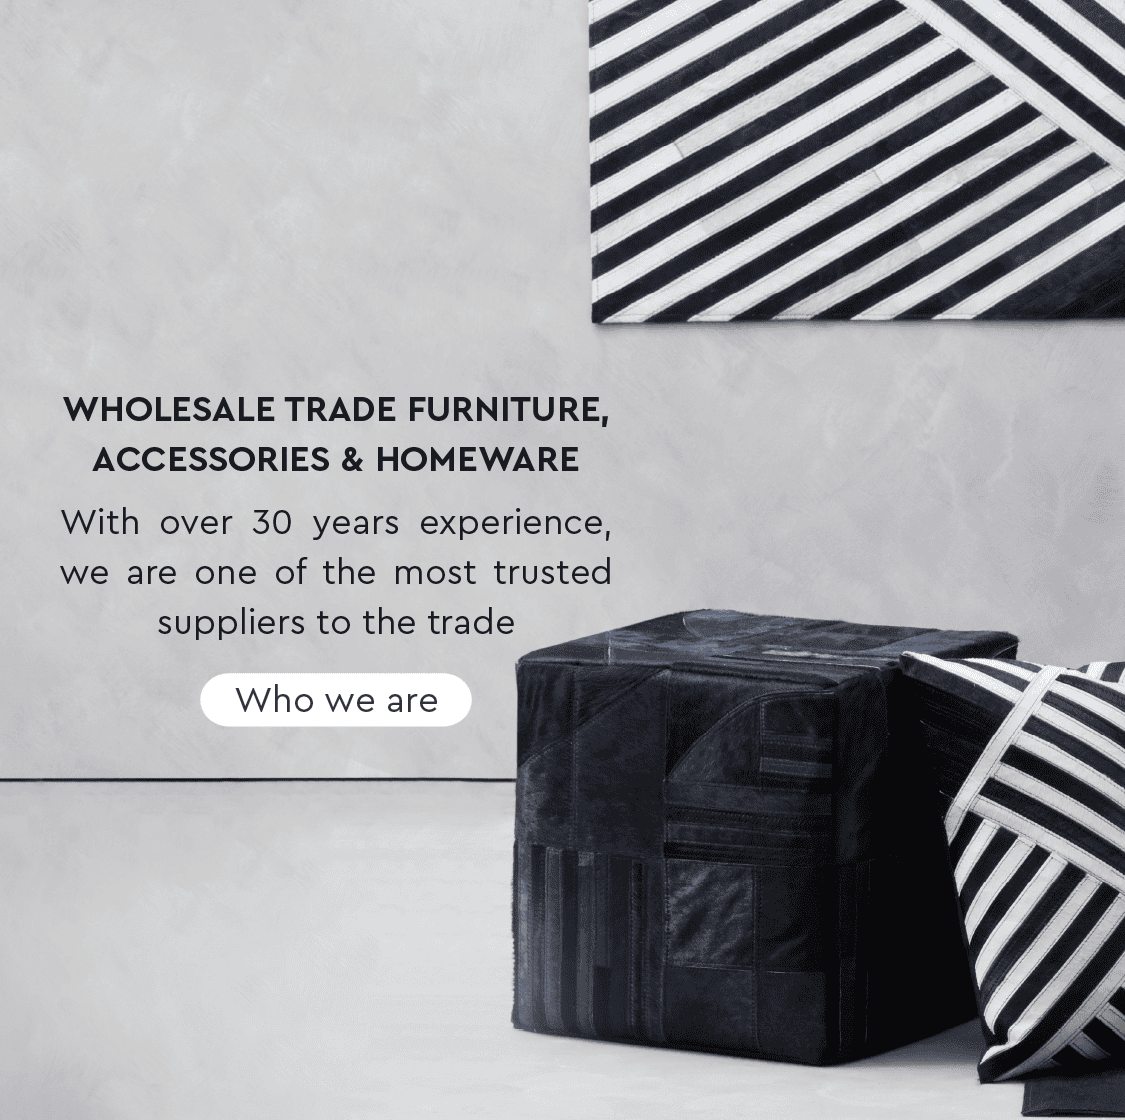 WHOLESALE TRADE FURNITURE,
ACCESSORIES & HOMEWARE
With over 30 years experience,
we are one of the most trusted
suppliers to the trade
Who we are